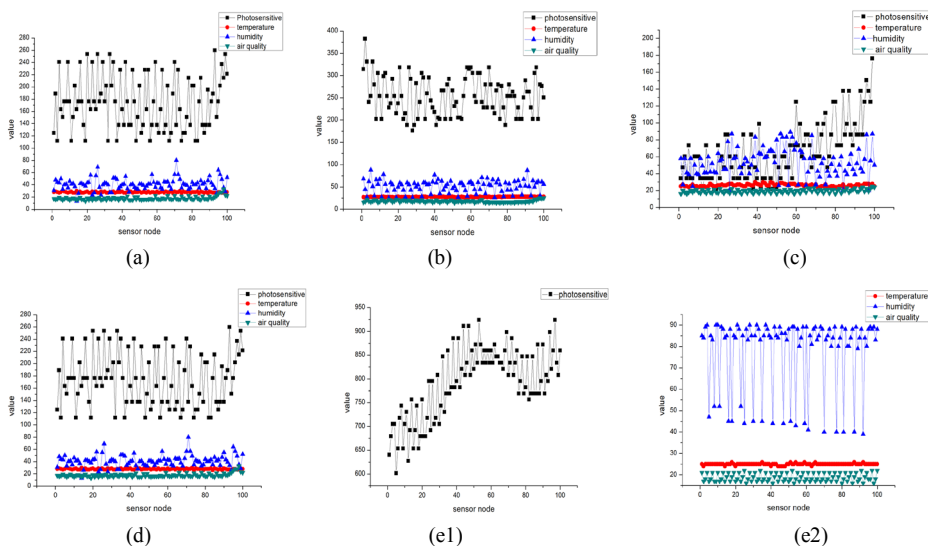 Photosensitive
temperature
humidity
air quality
280
260
240
220
200
180
160
140
120
100
80
60
40
20
0
value
0 20 40 60 80 100
sensor node
(a)
photosensitive
temperature
humidity
air quality
400
350
300
250
200
150
100
50
0
value
0 20 40 60 80 100
sensor node
(b)
photosensitive
temperature
humidity
air quality
200
180
160
140
120
100
80
60
40
20
0
value
0 20 40 60 80 100
sensor node
(c)
photosensitive
temperature
humidity
air quality
280
260
240
220
200
180
160
140
120
100
80
60
40
20
0
value
0 20 40 60 80 100
sensor node
(d)
photosensitive
950
900
850
800
750
700
650
600
value
0 20 40 60 80 100
sensor node
(e1)
temperature
humidity
air quality
90
80
70
60
50
40
30
20
value
0 20 40 60 80 100
sensor node
(e2)